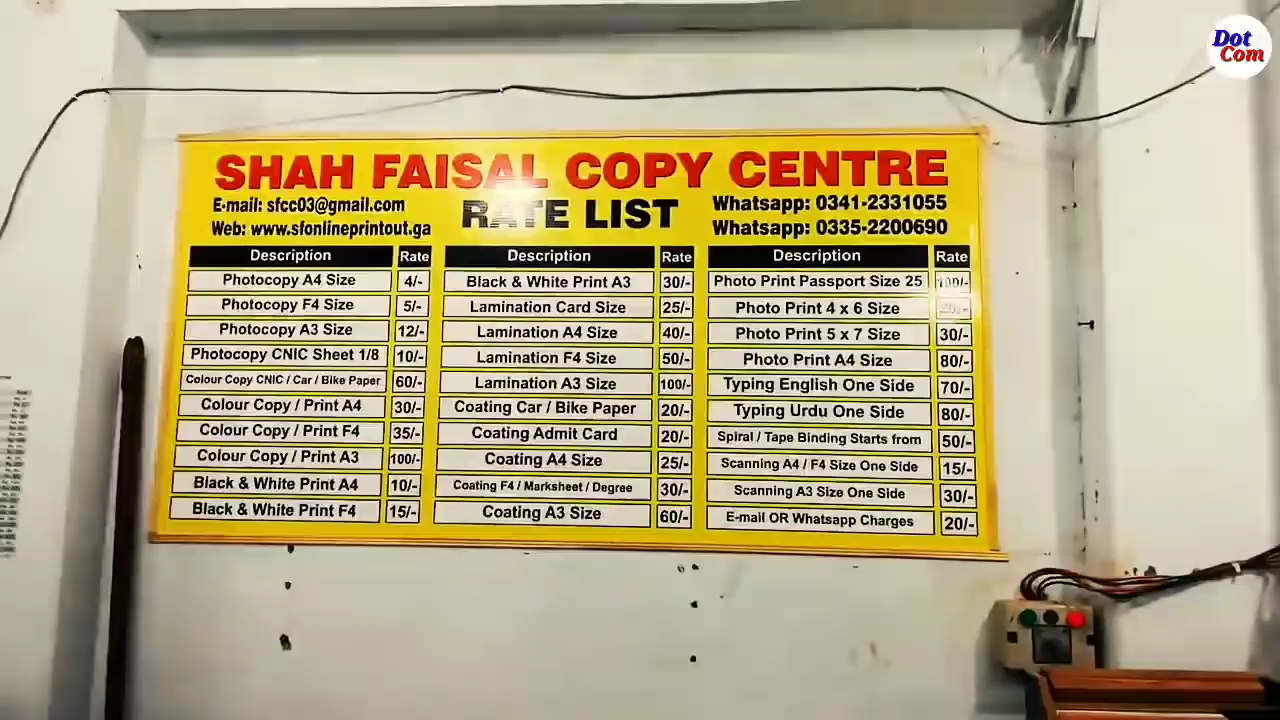 Dot
Com
SHAH FAISAL COPY CENTRE
E-mail: sfcc03@gmail.com
Web: www.sfonlineprintout.ga
RATE LIST
Whatsapp: 0341-2331055
Whatsapp: 0335-2200690
Description Rate
Photocopy A4 Size 4/-
Photocopy F4 Size 5/-
Photocopy A3 Size 12/-
Photocopy CNIC Sheet 1/8 10/-
Colour Copy / CNIC / Car / Bike Paper 60/-
Colour Copy / Print A4 30/-
Colour Copy / Print F4 35/-
Colour Copy / Print A3 100/-
Black & White Print A4 10/-
Black & White Print F4 15/-
Description Rate
Black & White Print A3 30/-
Lamination Card Size 25/-
Lamination A4 Size 40/-
Lamination F4 Size 50/-
Lamination A3 Size 100/-
Coating Car / Bike Paper 20/-
Coating Admit Card 20/-
Coating A4 Size 25/-
Coating F4 / Marksheet / Degree 30/-
Coating A3 Size 60/-
Description Rate
Photo Print Passport Size 25 100/-
Photo Print 4 x 6 Size
Photo Print 5 x 7 Size 30/-
Photo Print A4 Size 80/-
Typing English One Side 70/-
Typing Urdu One Side 80/-
Spiral / Tape Binding Starts from 50/-
Scanning A4 / F4 Size One Side 15/-
Scanning A3 Size One Side 30/-
E-mail OR Whatsapp Charges 20/-